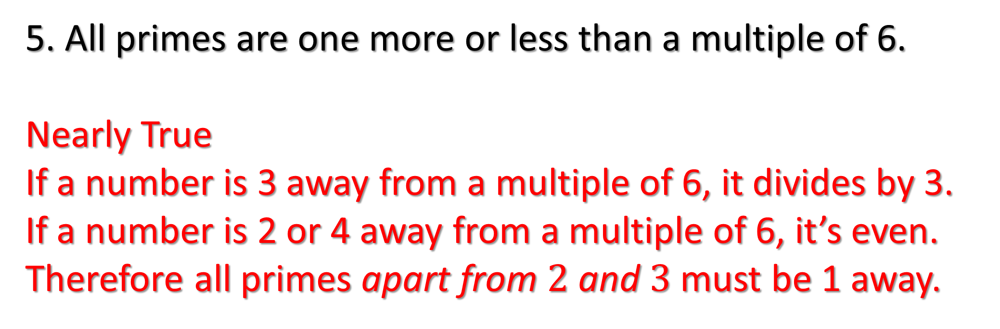 5. All primes are one more or less than a multiple of 6.
Nearly True
If a number is 3 away from a multiple of 6, it divides by 3.
If a number is 2 or 4 away from a multiple of 6, it’s even.
Therefore all primes apart from 2 and 3 must be 1 away.